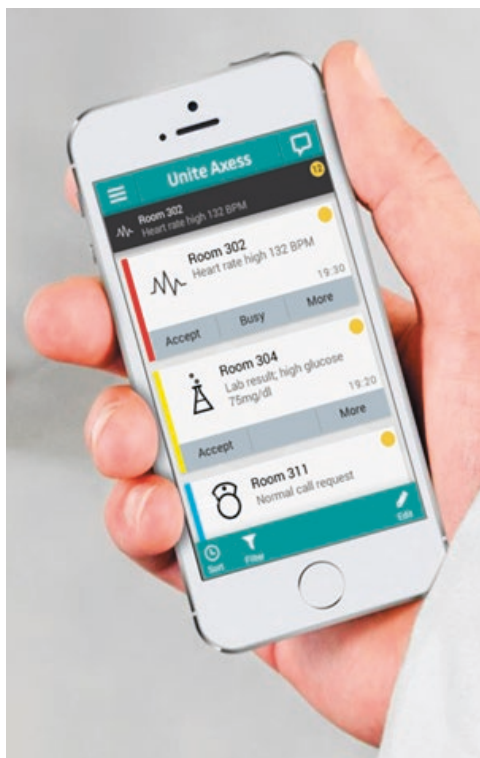 Unite Axess
12
Room 302
Heart rate high 132 BPM
Room 302
Heart rate high 132 BPM
19:30
Accept Busy More
Room 304
Lab result; high glucose
75mg/dl
19:20
Accept More
Room 311
Normal call request
Sort Filter Edit